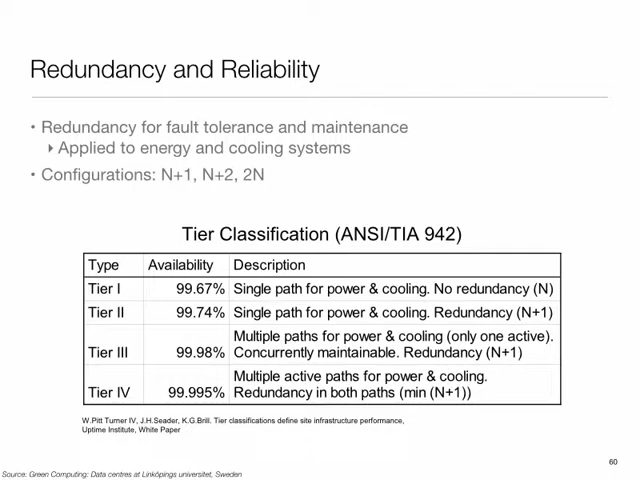 Redundancy and Reliability
• Redundancy for fault tolerance and maintenance
▸ Applied to energy and cooling systems
• Configurations: N+1, N+2, 2N
Tier Classification (ANSI/TIA 942)
Type Availability Description
Tier I 99.67% Single path for power & cooling. No redundancy (N)
Tier II 99.74% Single path for power & cooling. Redundancy (N+1)
Tier III 99.98% Multiple paths for power & cooling (only one active).
Concurrently maintainable. Redundancy (N+1)
Tier IV 99.995% Multiple active paths for power & cooling.
Redundancy in both paths (min (N+1))
W.Pitt Turner IV, J.H.Seader, K.G.Brill. Tier classifications define site infrastructure performance,
Uptime Institute, White Paper
60
Source: Green Computing: Data centres at Linköpings universitet, Sweden